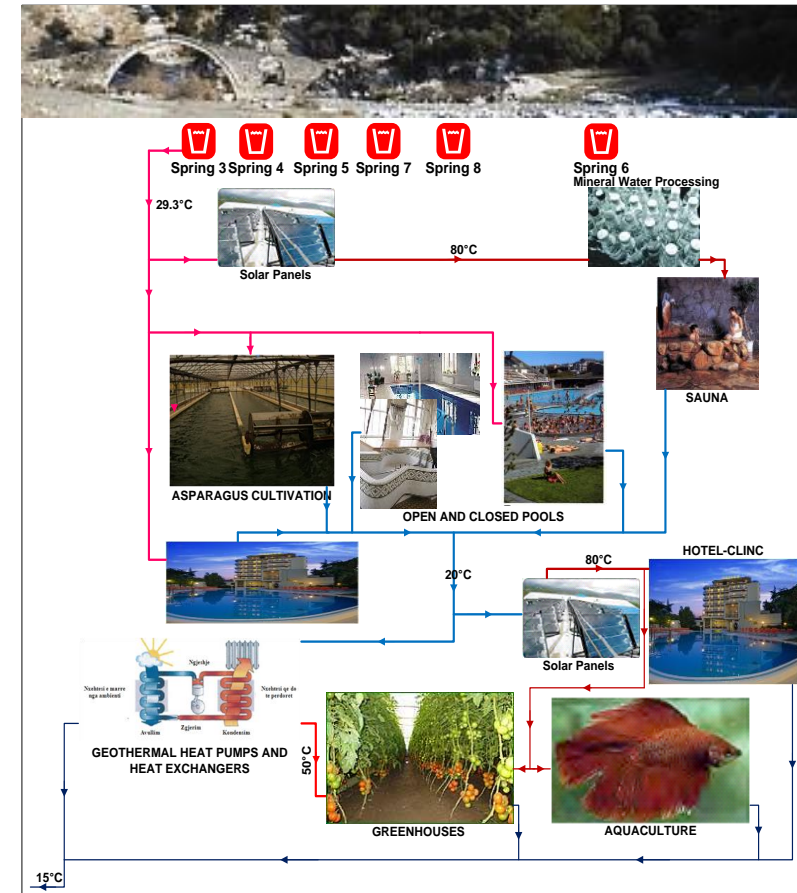 Spring 3 Spring 4 Spring 5 Spring 7 Spring 8 Spring 6
Mineral Water Processing
29.3°C
80°C
Solar Panels
SAUNA
ASPARAGUS CULTIVATION
OPEN AND CLOSED POOLS
HOTEL-CLINC
20°C
80°C
Solar Panels
Ngjeshje
Nxehtesi e marre
nga ambienti
Nxehtesi qe do
te perdoret
Avullim
Zgjerim
Kondensim
GEOTHERMAL HEAT PUMPS AND
HEAT EXCHANGERS
50°C
GREENHOUSES
AQUACULTURE
15°C